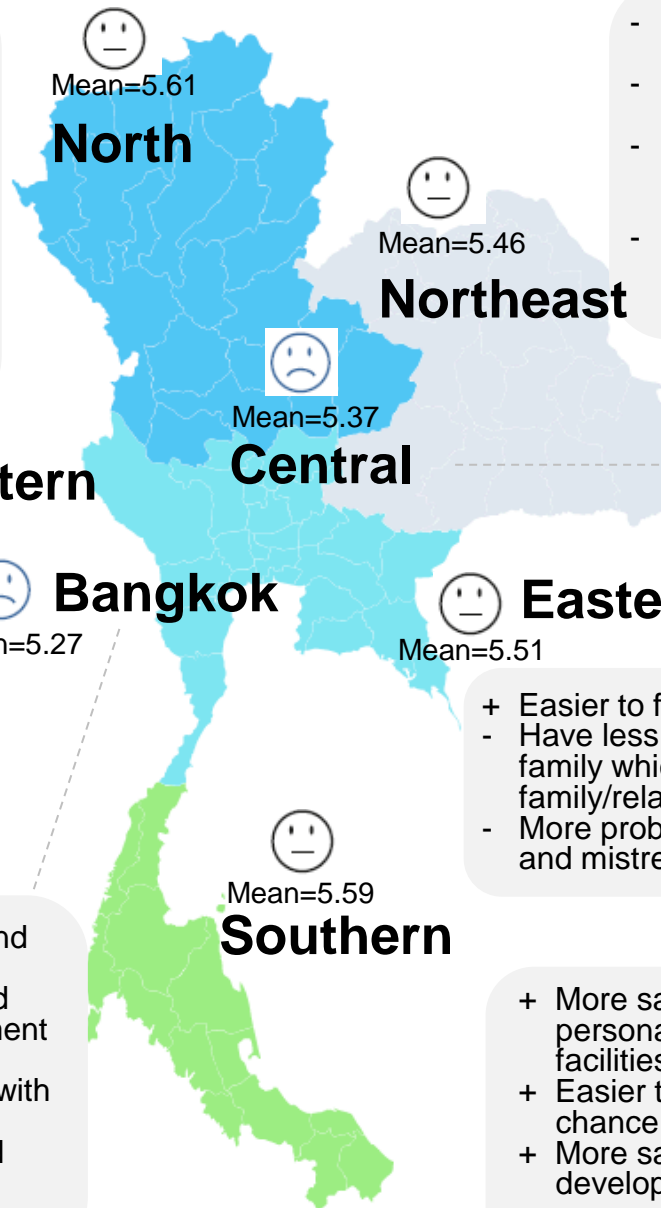 Mean=5.61
North
-
-
-
-
Mean=5.46
Northeast
Mean=5.37
Central
tern
Bangkok
n=5.27
Easte
Mean=5.51
+ Easier to f
- Have less
family whic
family/rela
- More prob
and mistre
Mean=5.59
Southern
nd
d
nent
with
+ More sa
persona
facilities
+ Easier t
chance
+ More sa
develop